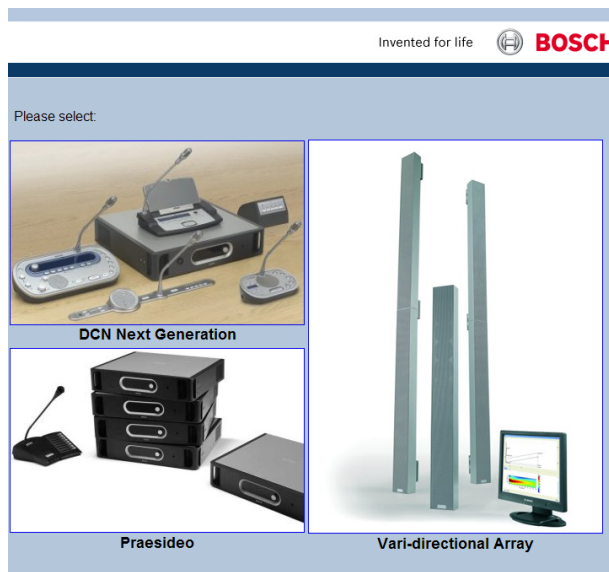 Invented for life
BOSCH
Please select:
DCN Next Generation
Praesideo
Vari-directional Array